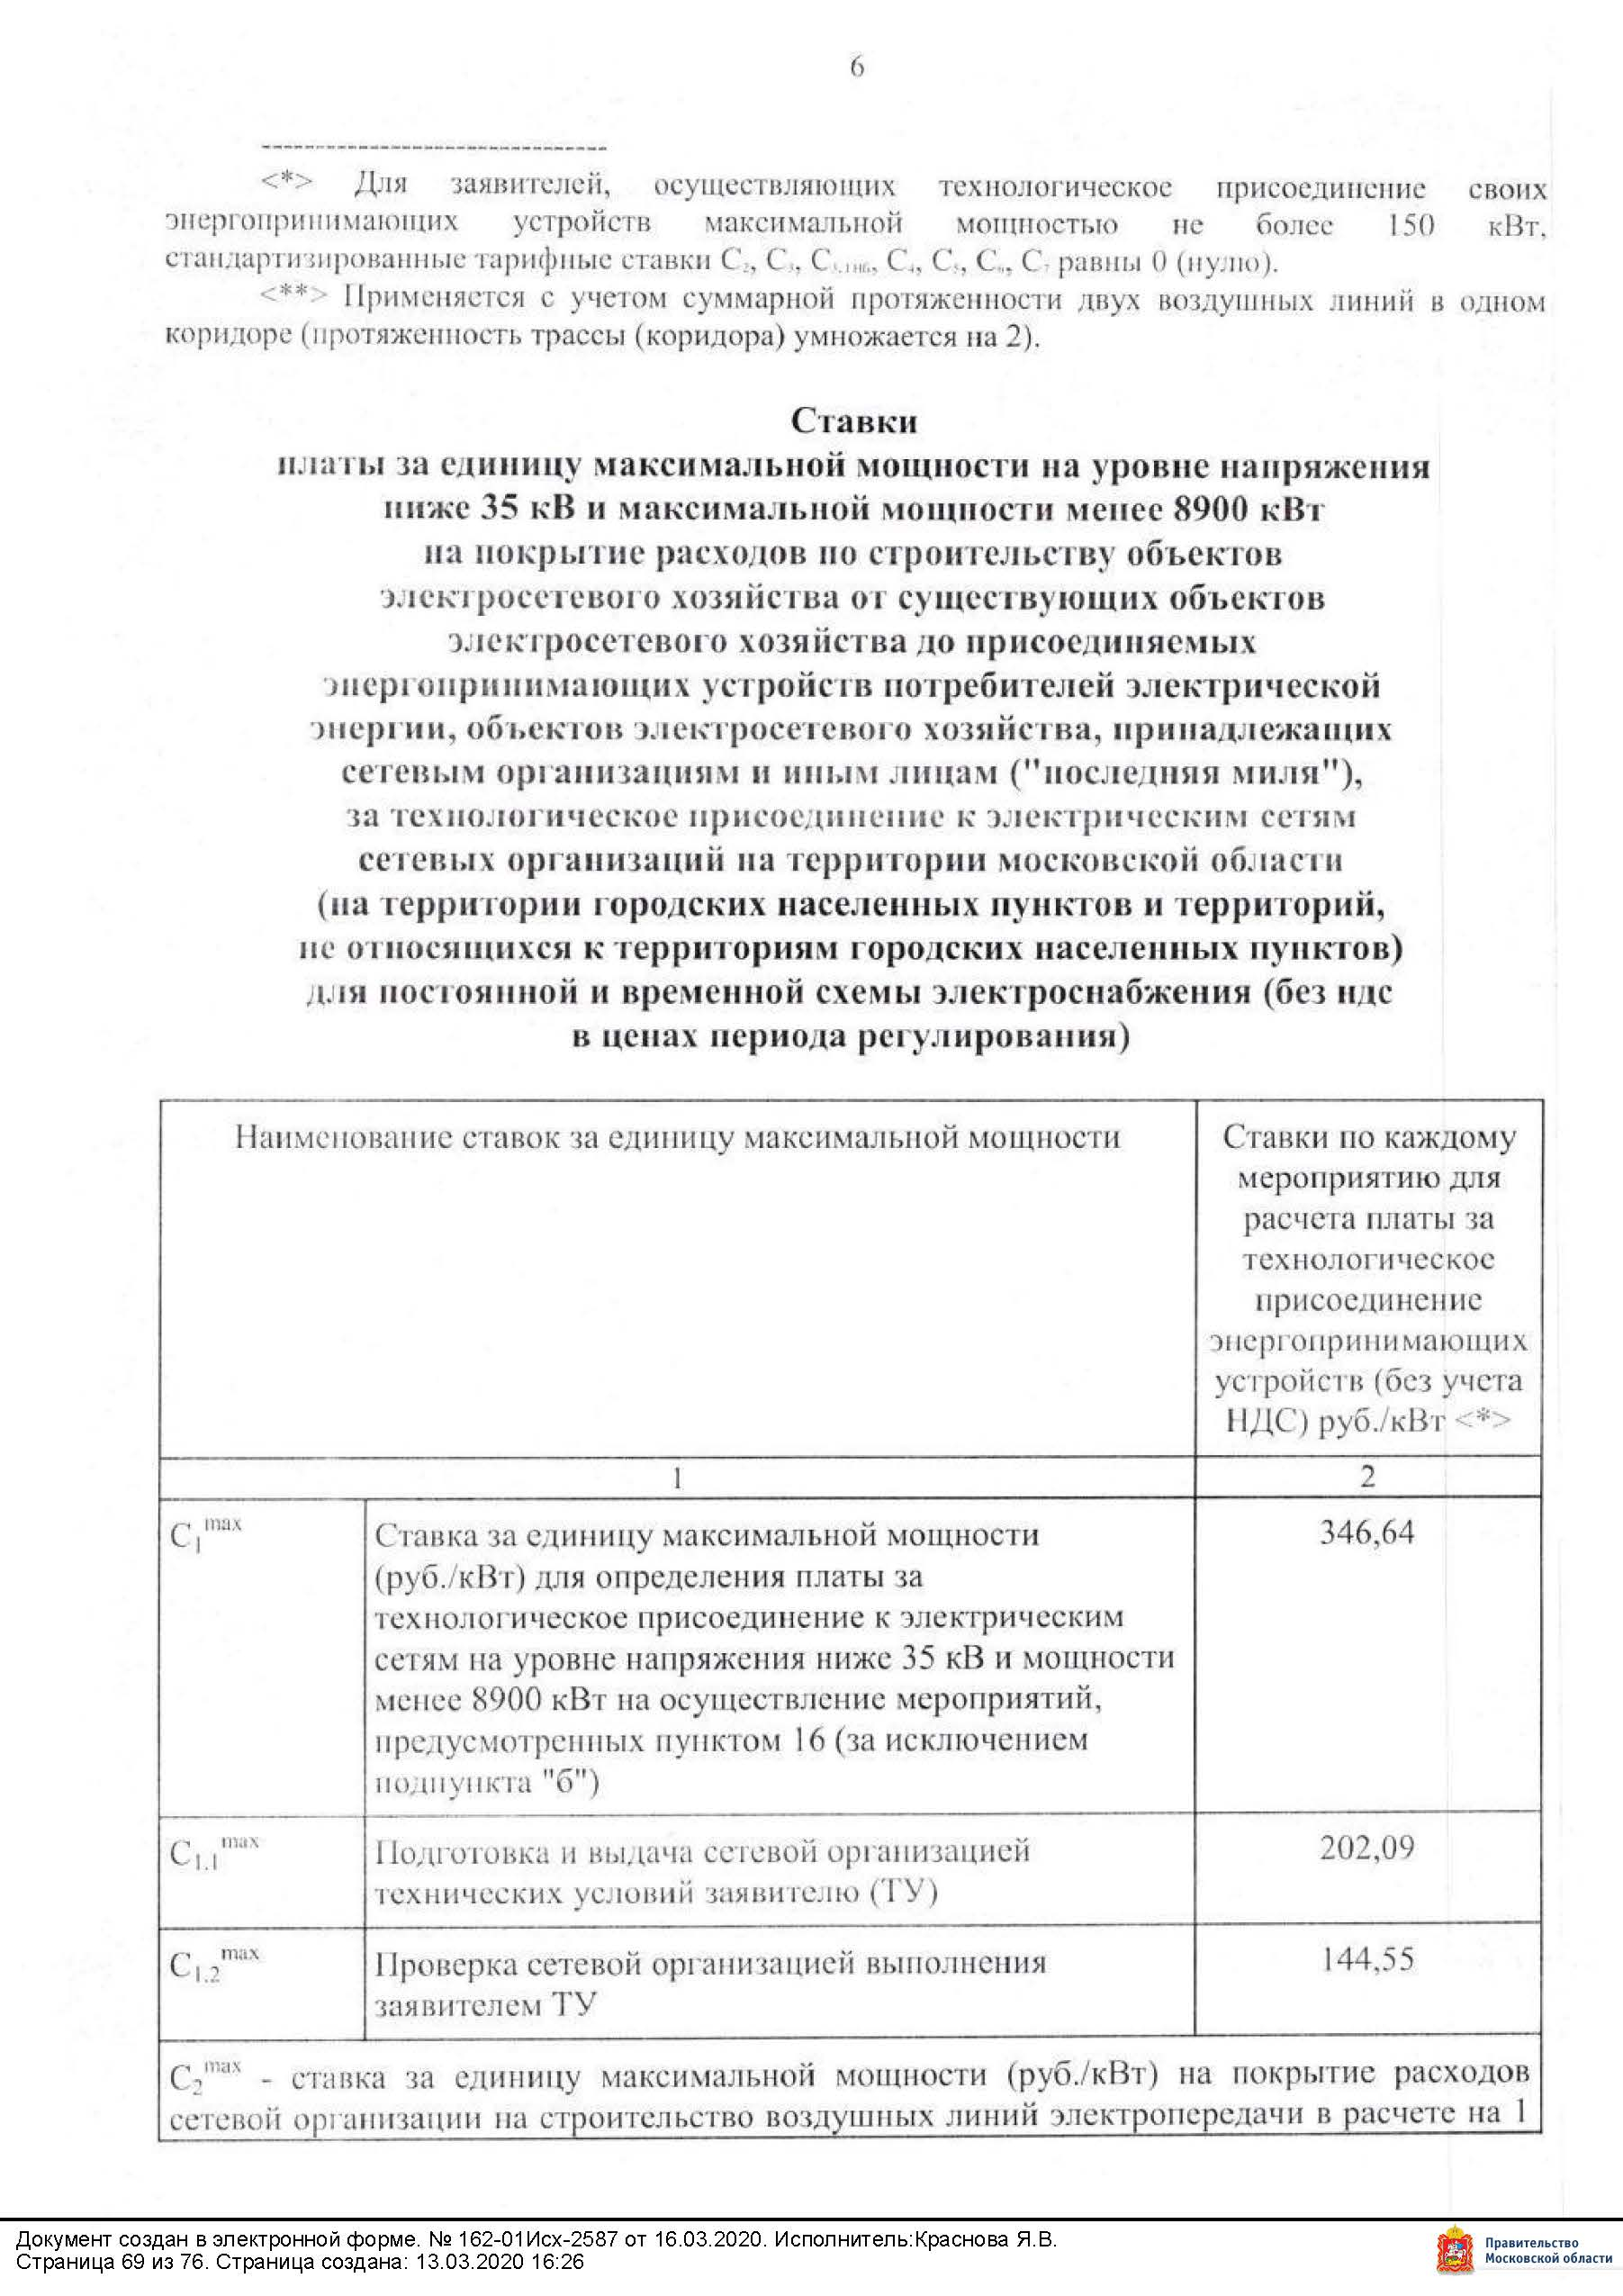 6
--------------------------------
<*> Для заявителей, осуществляющих технологическое присоединение своих
энергопринимающих устройств максимальной мощностью не более 150 кВт,
стандартизированные тарифные ставки C₂, C₃, C₃.₁нб, C₄, C₅, C₆, C₇ равны 0 (нулю).
<**> Применяется с учетом суммарной протяженности двух воздушных линий в одном
коридоре (протяженность трассы (коридора) умножается на 2).
Ставки
платы за единицу максимальной мощности на уровне напряжения
ниже 35 кВ и максимальной мощности менее 8900 кВт
на покрытие расходов по строительству объектов
электросетевого хозяйства от существующих объектов
электросетевого хозяйства до присоединяемых
энергопринимающих устройств потребителей электрической
энергии, объектов электросетевого хозяйства, принадлежащих
сетевым организациям и иным лицам ("последняя миля"),
за технологическое присоединение к электрическим сетям
сетевых организаций на территории московской области
(на территории городских населенных пунктов и территорий,
не относящихся к территориям городских населенных пунктов)
для постоянной и временной схемы электроснабжения (без ндс
в ценах периода регулирования)
Наименование ставок за единицу максимальной мощности
Ставки по каждому
мероприятию для
расчета платы за
технологическое
присоединение
энергопринимающих
устройств (без учета
НДС) руб./кВт <*>
1
2
C₁ᵐᵃˣ
Ставка за единицу максимальной мощности
(руб./кВт) для определения платы за
технологическое присоединение к электрическим
сетям на уровне напряжения ниже 35 кВ и мощности
менее 8900 кВт на осуществление мероприятий,
предусмотренных пунктом 16 (за исключением
подпункта "б")
346,64
C₁.₁ᵐᵃˣ
Подготовка и выдача сетевой организацией
технических условий заявителю (ТУ)
202,09
C₁.₂ᵐᵃˣ
Проверка сетевой организацией выполнения
заявителем ТУ
144,55
C₂ᵐᵃˣ - ставка за единицу максимальной мощности (руб./кВт) на покрытие расходов
сетевой организации на строительство воздушных линий электропередачи в расчете на 1
Документ создан в электронной форме. № 162-01Исх-2587 от 16.03.2020. Исполнитель:Краснова Я.В.
Страница 69 из 76. Страница создана: 13.03.2020 16:26
Правительство
Московской области